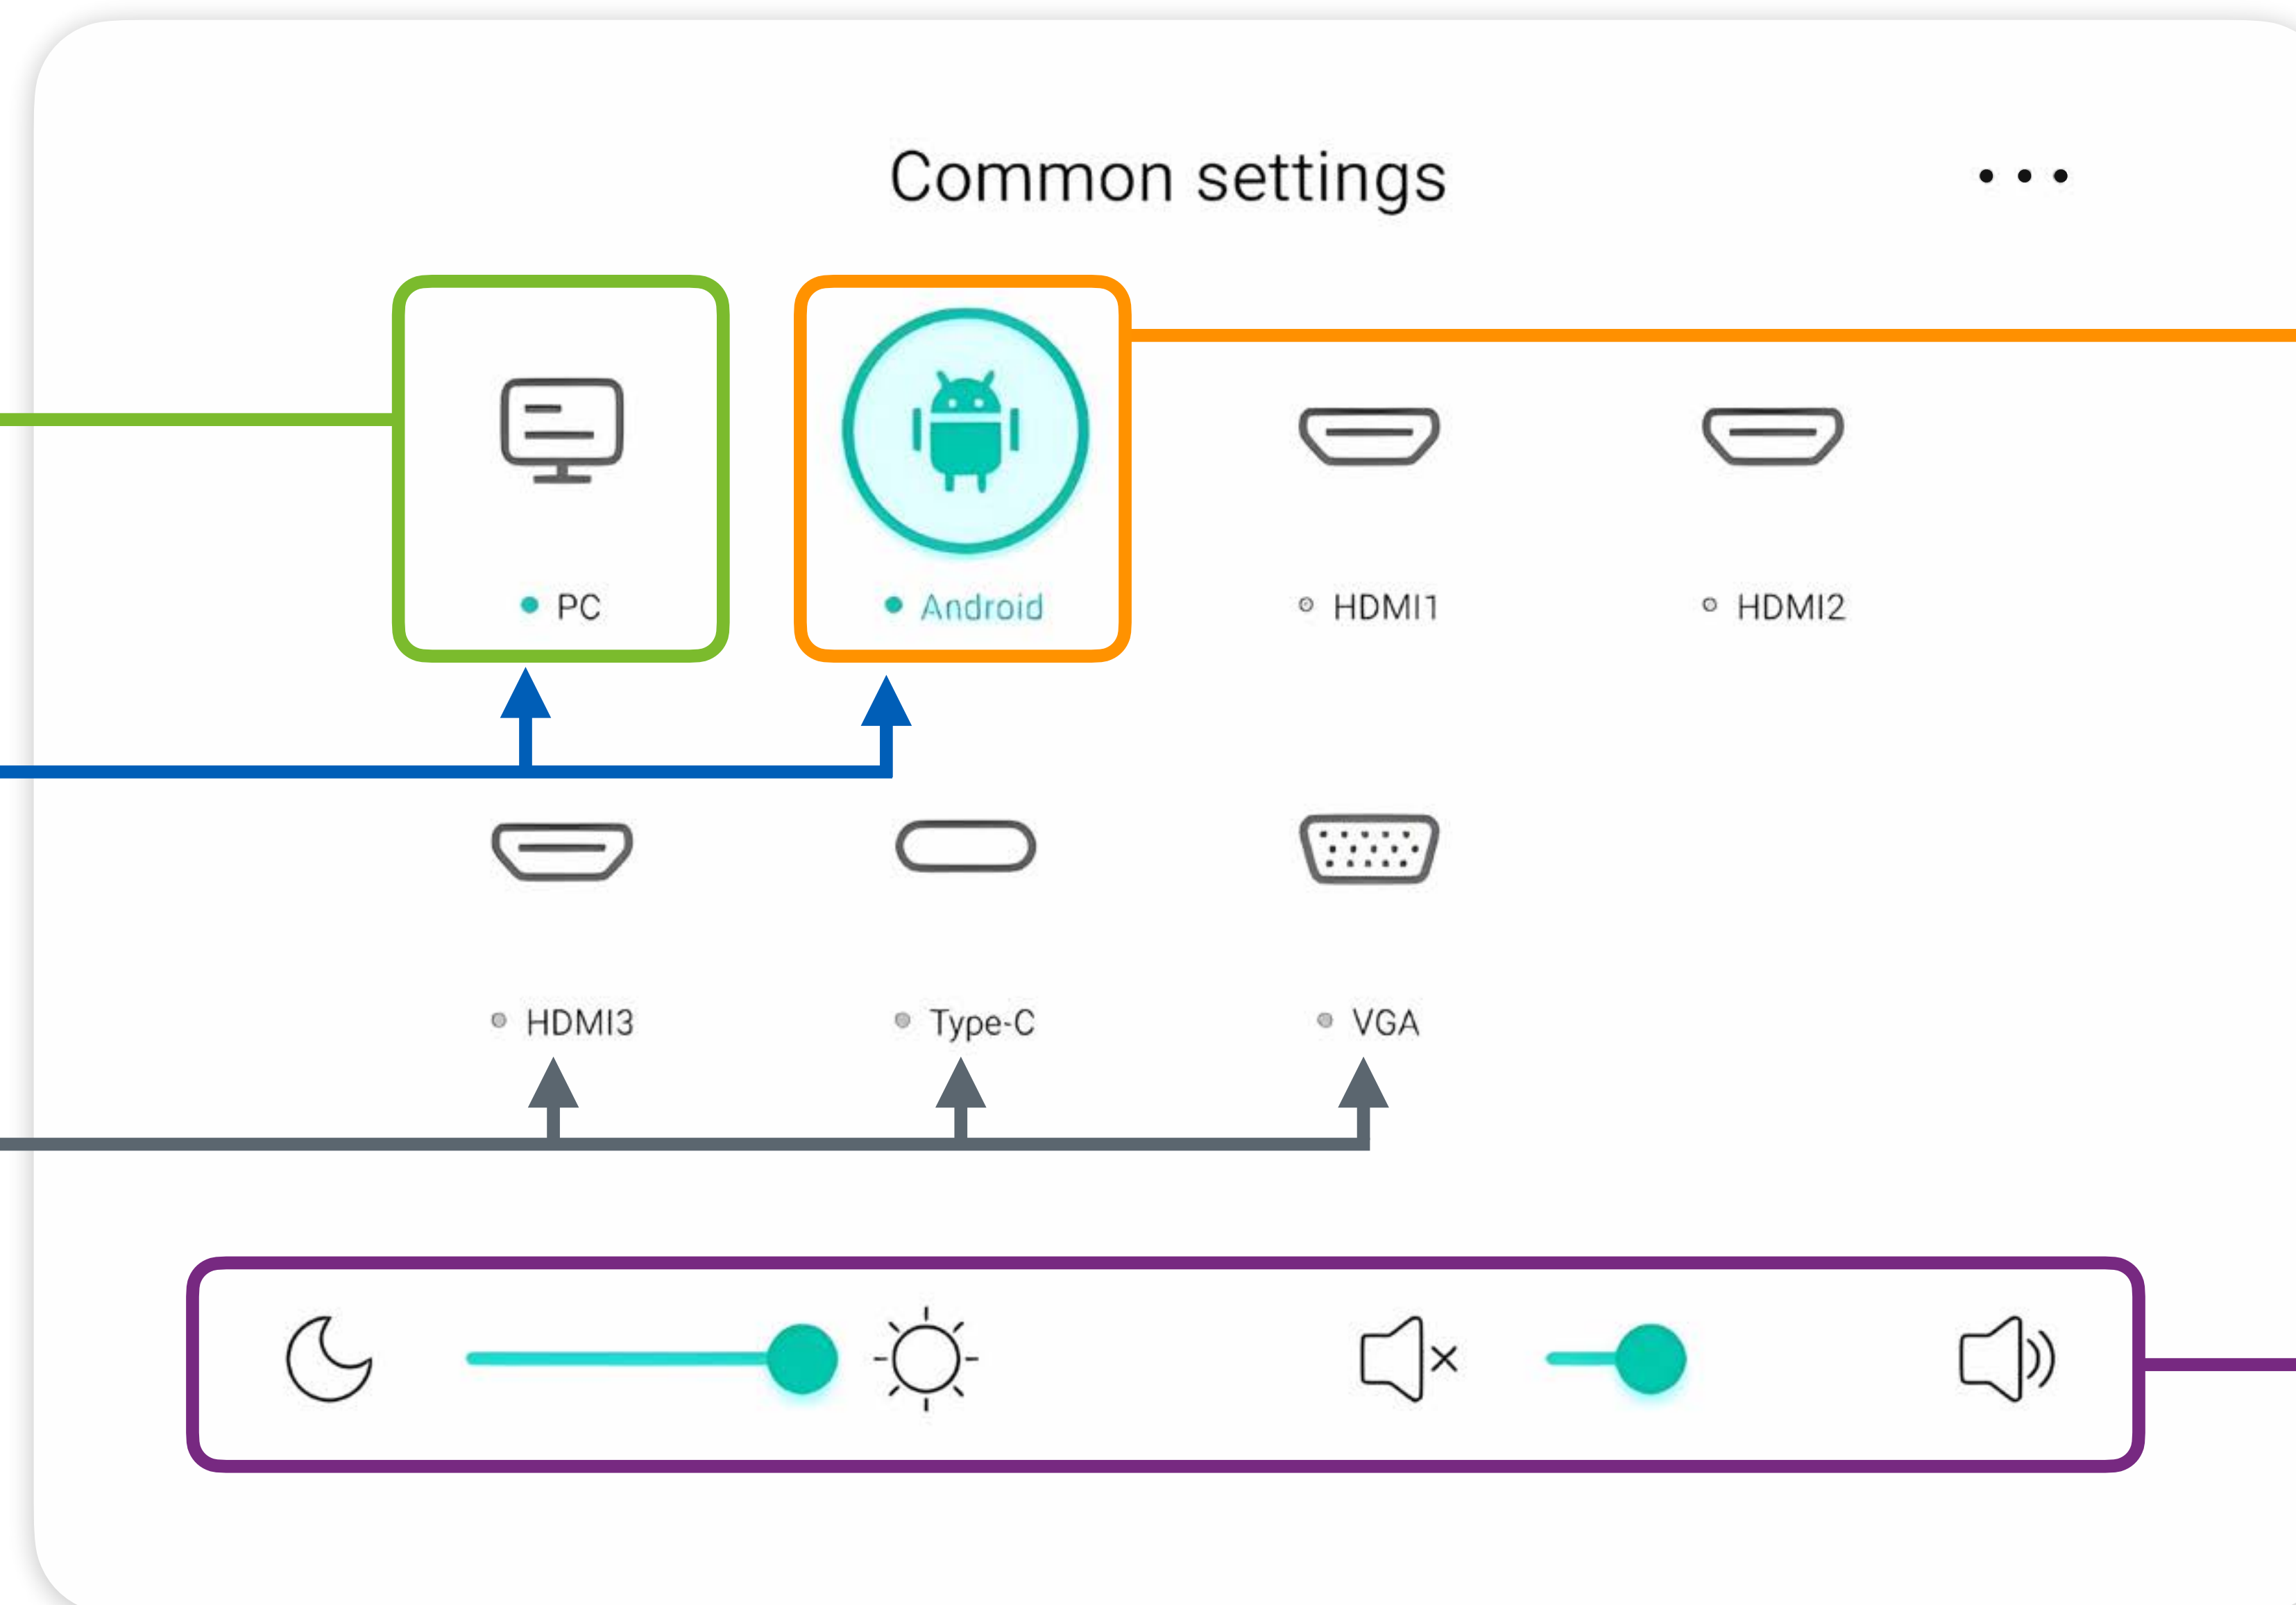 Common settings
PC
Android
HDMI1
HDMI2
HDMI3
Type-C
VGA